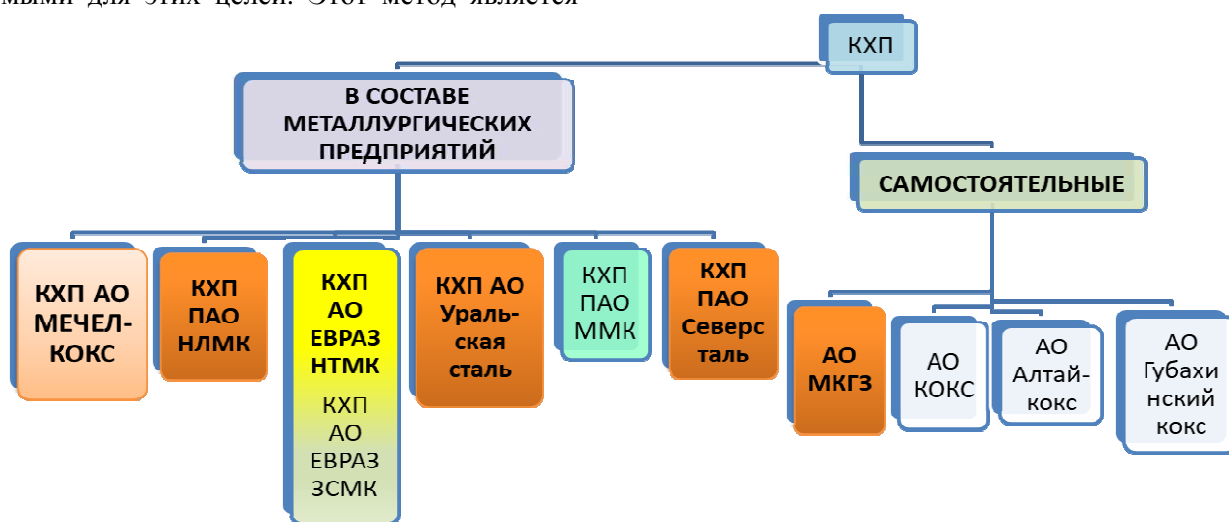 мыми для этих целей. Этот метод является
КХП
В СОСТАВЕ
МЕТАЛЛУРГИЧЕСКИХ
ПРЕДПРИЯТИЙ
САМОСТОЯТЕЛЬНЫЕ
КХП АО
МЕЧЕЛ-
КОКС
КХП
ПАО
НЛМК
КХП
АО
ЕВРАЗ
НТМК
КХП
АО
ЕВРАЗ
ЗСМК
КХП АО
Ураль-
ская
сталь
КХП
ПАО
ММК
КХП
ПАО
Северс
таль
АО
МКГЗ
АО
КОКС
АО
Алтай-
кокс
АО
Губахи
нский
кокс